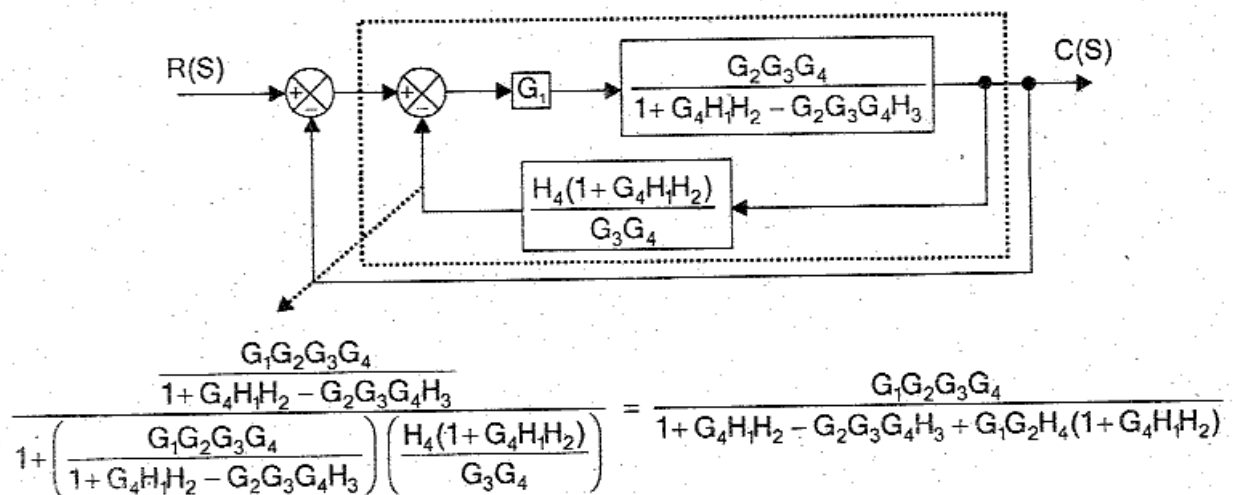 R(S)
C(S)
+
−
+
−
G₁
G₂G₃G₄
1+ G₄H₁H₂ − G₂G₃G₄H₃
H₄(1+ G₄H₁H₂)
G₃G₄
G₁G₂G₃G₄
1+ G₄H₁H₂ − G₂G₃G₄H₃
1+ ( G₁G₂G₃G₄ / 1+ G₄H₁H₂ − G₂G₃G₄H₃ ) ( H₄(1+ G₄H₁H₂) / G₃G₄ )
=
G₁G₂G₃G₄
1+ G₄H₁H₂ − G₂G₃G₄H₃ + G₁G₂H₄(1+ G₄H₁H₂)